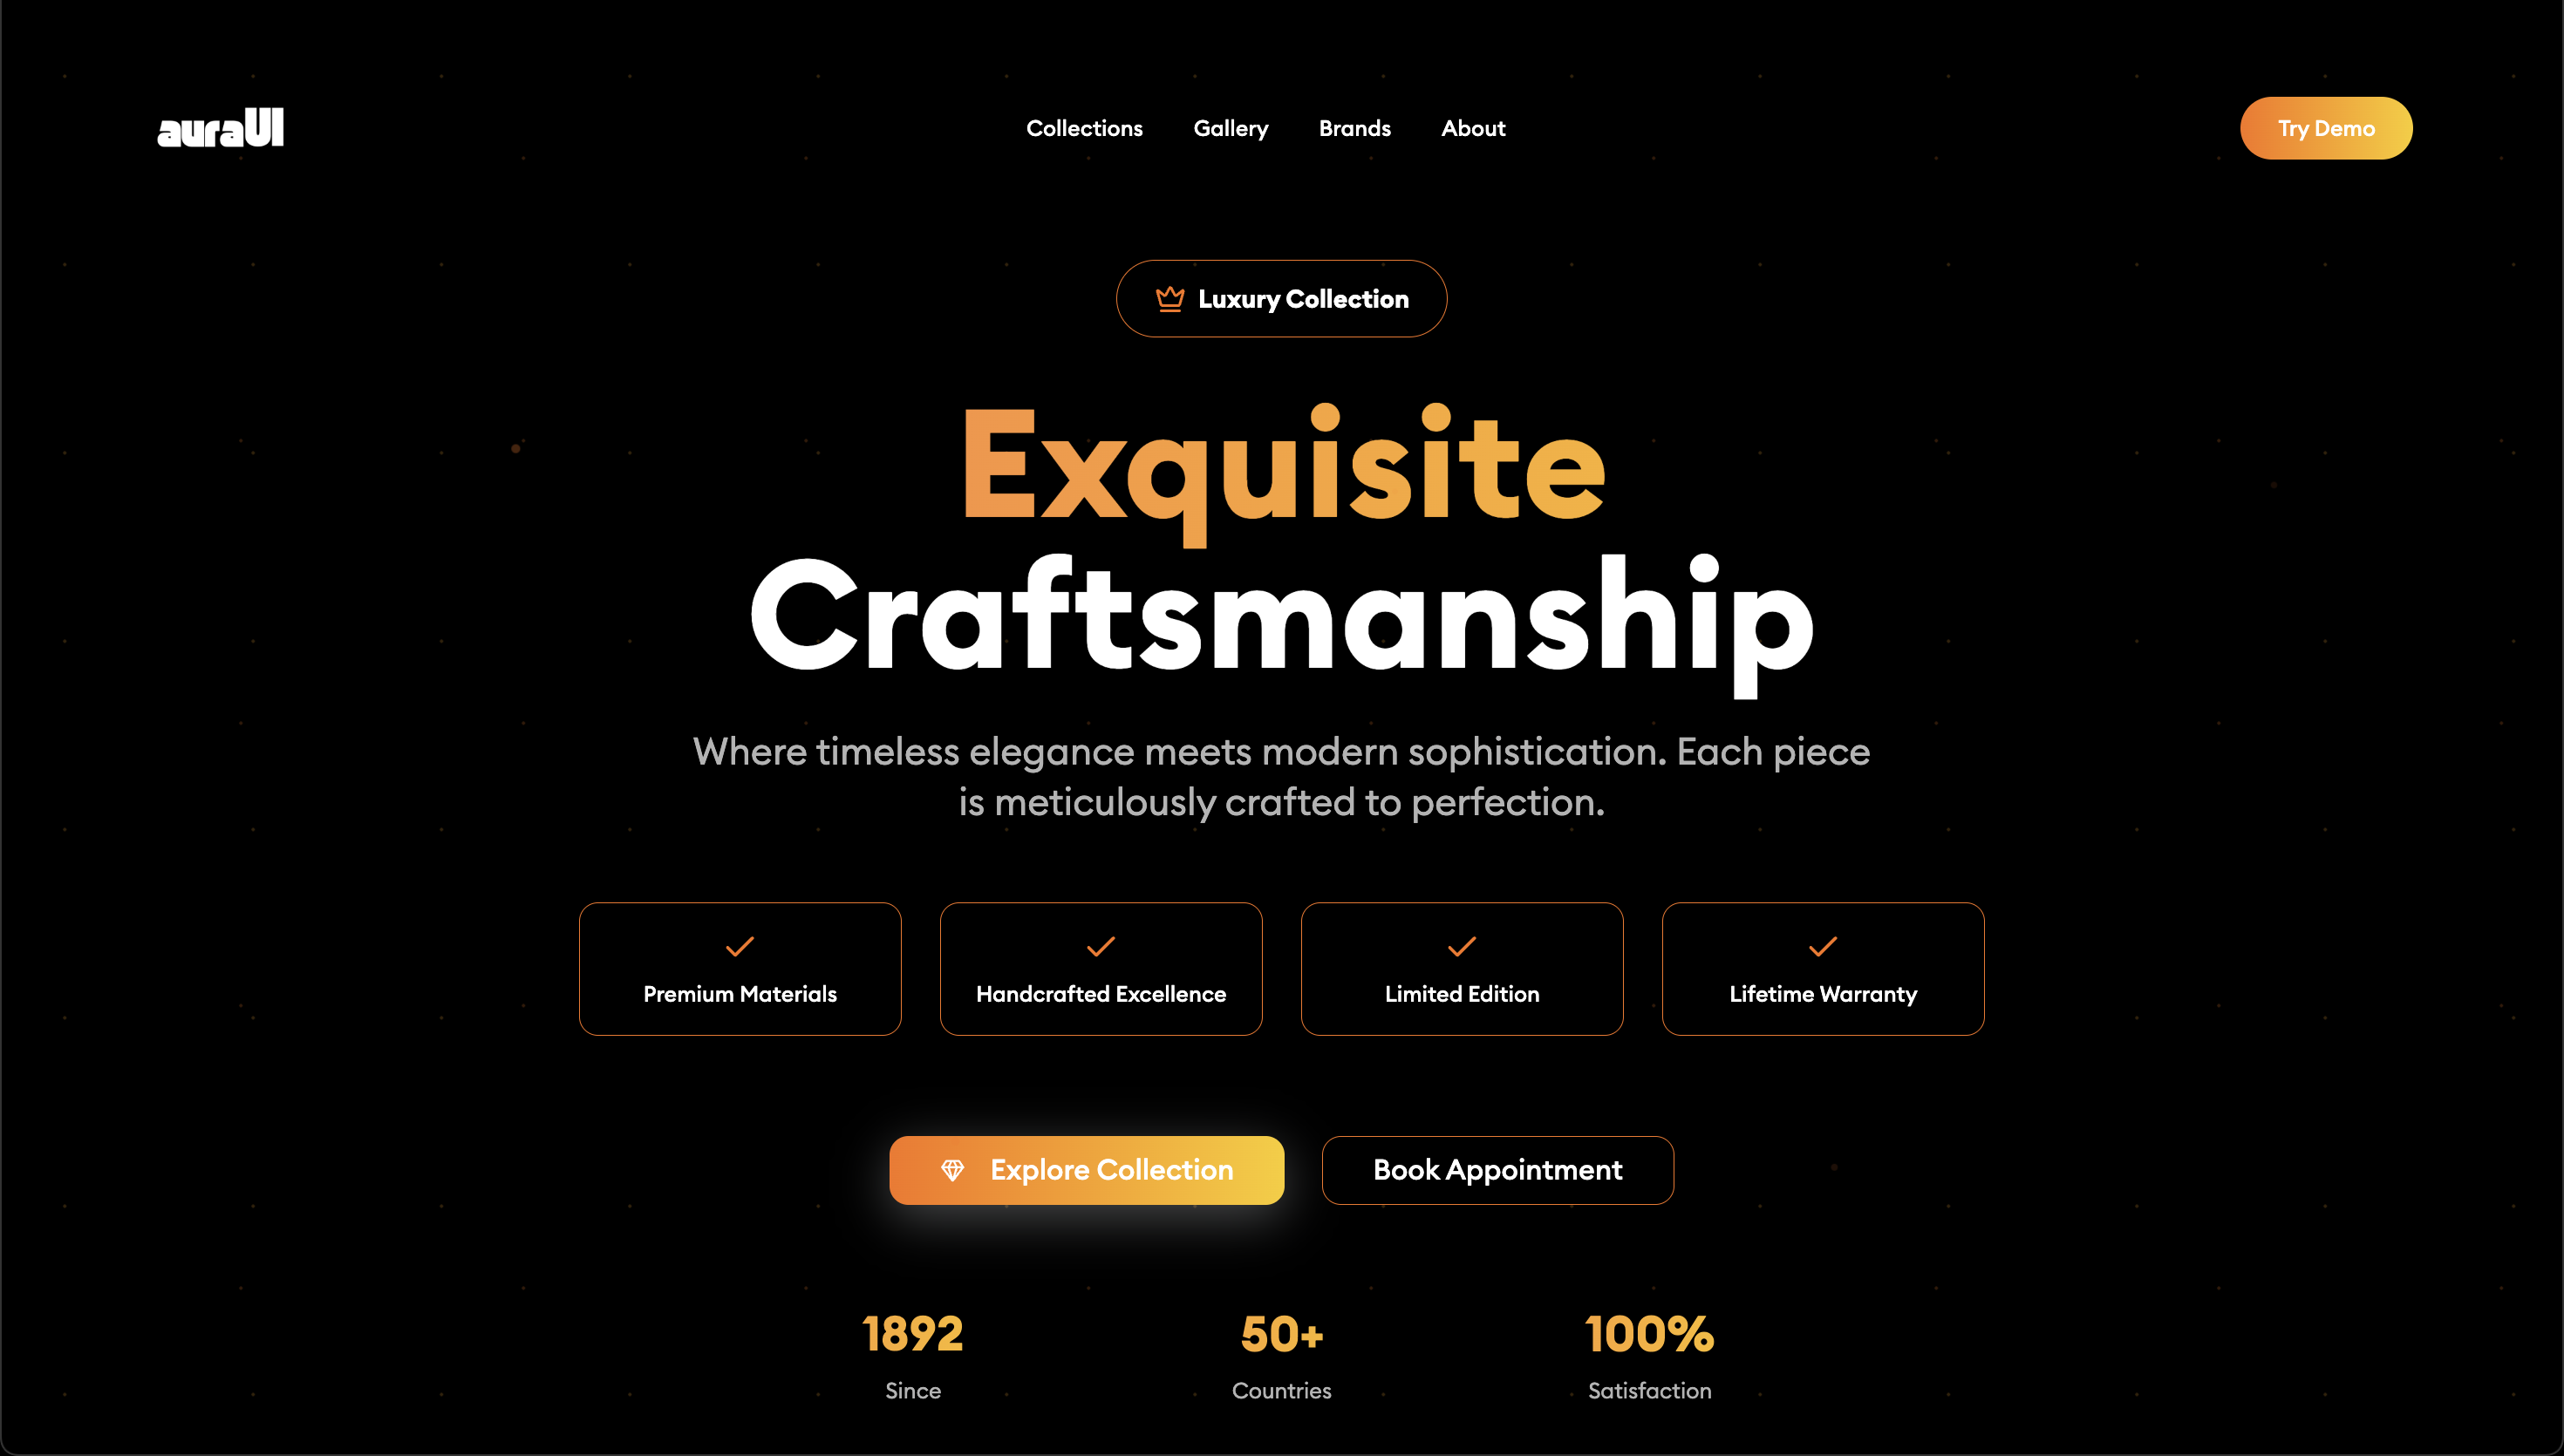 auraUI
Collections
Gallery
Brands
About
Try Demo
Luxury Collection
Exquisite
Craftsmanship
Where timeless elegance meets modern sophistication. Each piece
is meticulously crafted to perfection.
Premium Materials
Handcrafted Excellence
Limited Edition
Lifetime Warranty
Explore Collection
Book Appointment
1892
Since
50+
Countries
100%
Satisfaction